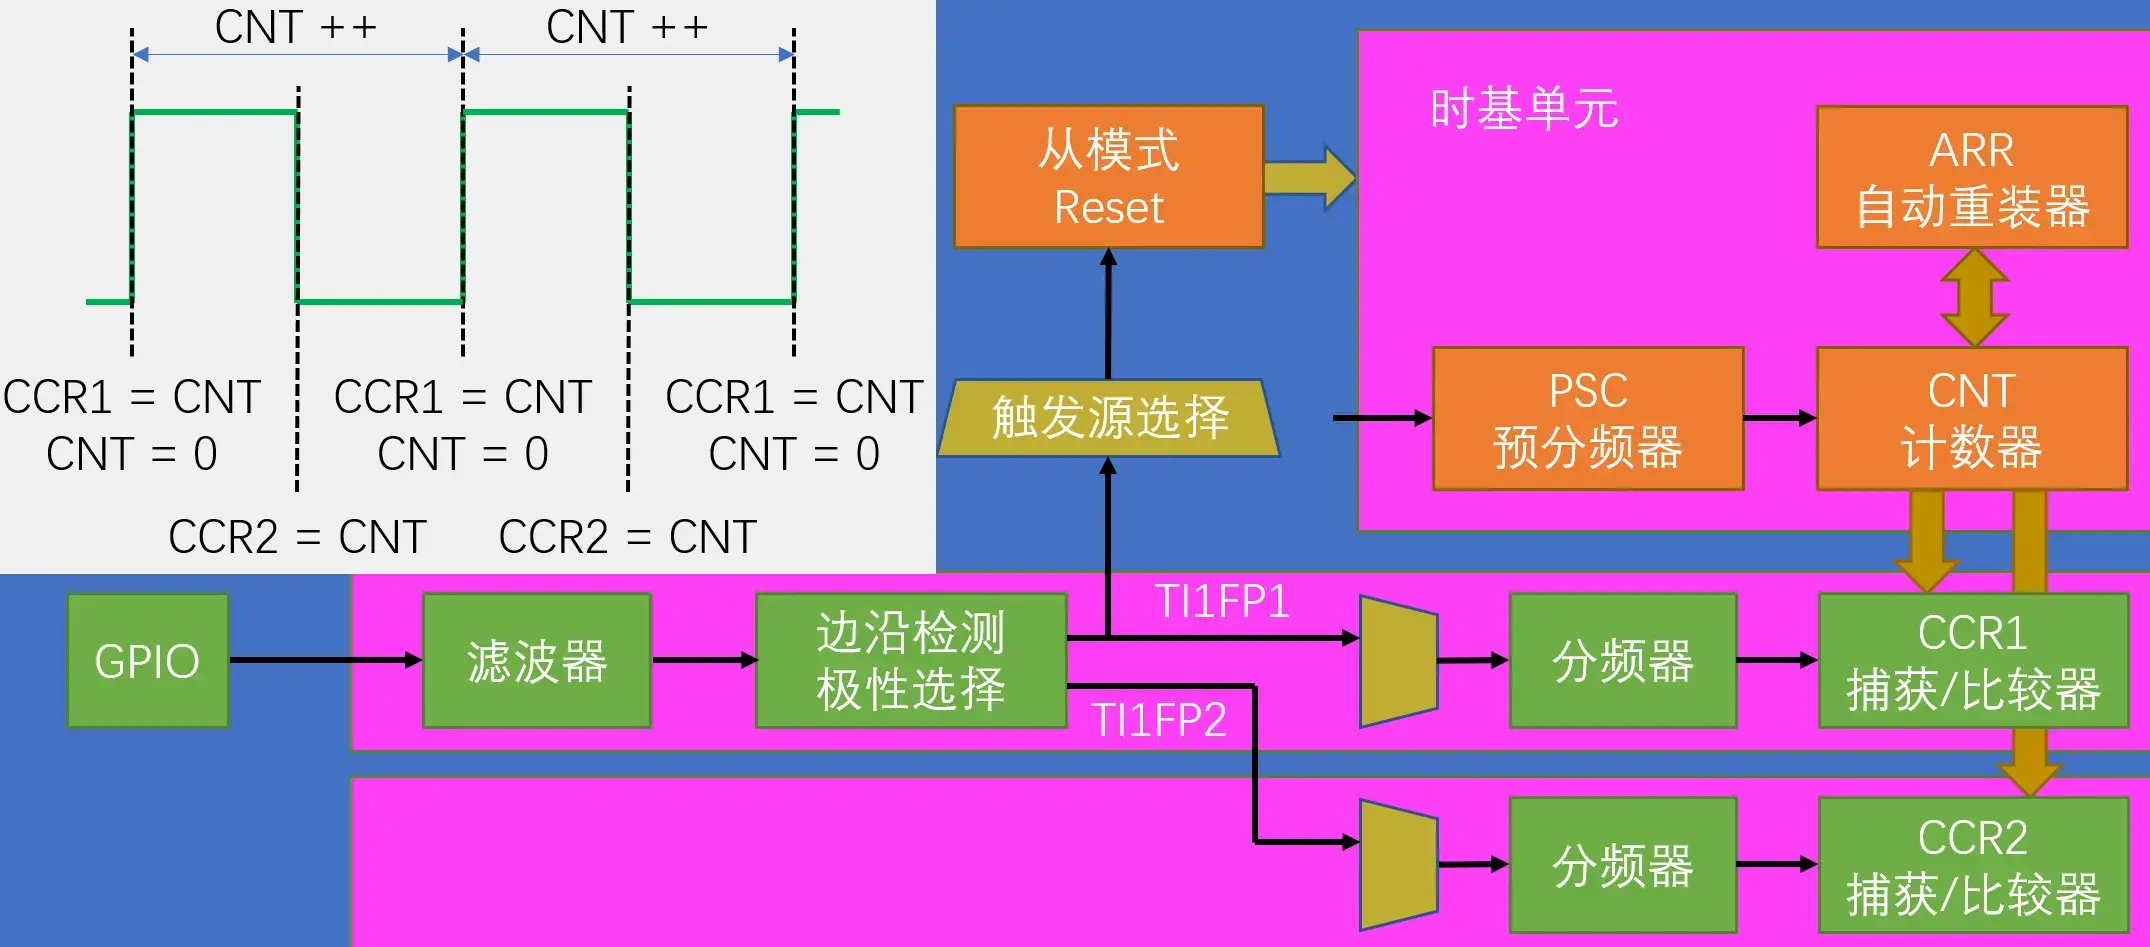 CNT ++
CNT ++
CCR1 = CNT
CNT = 0
CCR1 = CNT
CNT = 0
CCR1 = CNT
CNT = 0
CCR2 = CNT
CCR2 = CNT
从模式
Reset
时基单元
ARR
自动重装器
触发源选择
PSC
预分频器
CNT
计数器
GPIO
滤波器
边沿检测
极性选择
TI1FP1
TI1FP2
分频器
CCR1
捕获/比较器
分频器
CCR2
捕获/比较器